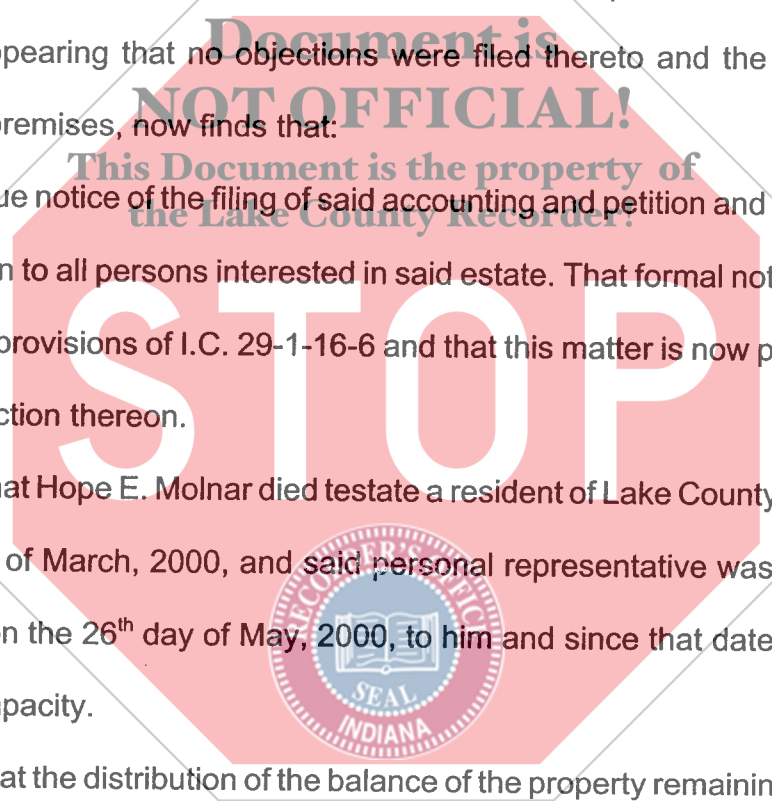 Document is
ppearing that no objections were filed thereto and the
NOT OFFICIAL!
premises, now finds that:
This Document is the property of
ue notice of the filing of said accounting and petition and
the Lake County Recorder!
n to all persons interested in said estate. That formal not
provisions of I.C. 29-1-16-6 and that this matter is now p
ction thereon.
STOP
hat Hope E. Molnar died testate a resident of Lake County
of March, 2000, and said personal representative was
n the 26th day of May, 2000, to him and since that date
apacity.
RECORDER'S OFFICE
SEAL
INDIANA
at the distribution of the balance of the property remainin